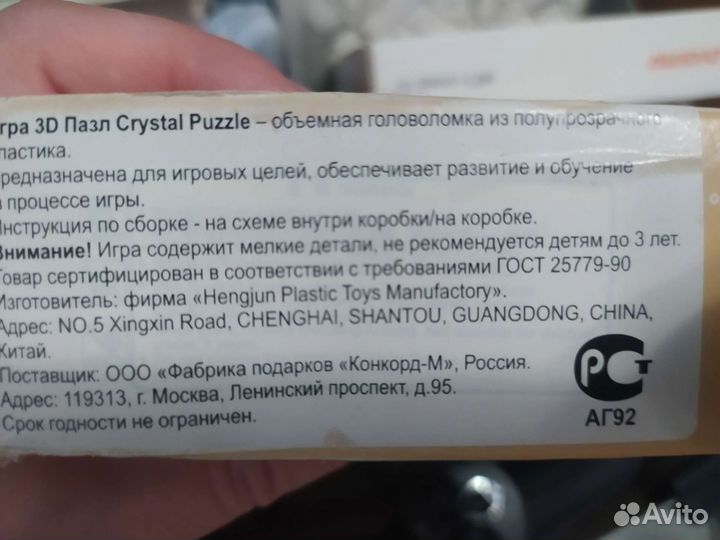 гра 3D Пазл Crystal Puzzle – объемная головоломка из полупрозрачного
ластика.
редназначена для игровых целей, обеспечивает развитие и обучение
в процессе игры.
Инструкция по сборке - на схеме внутри коробки/на коробке.
Внимание! Игра содержит мелкие детали, не рекомендуется детям до 3 лет.
Товар сертифицирован в соответствии с требованиями ГОСТ 25779-90
Изготовитель: фирма «Hengjun Plastic Toys Manufactory».
Адрес: NO.5 Xingxin Road, CHENGHAI, SHANTOU, GUANGDONG, CHINA,
Китай.
Поставщик: ООО «Фабрика подарков «Конкорд-М», Россия.
Адрес: 119313, г. Москва, Ленинский проспект, д.95.
Срок годности не ограничен.
РСТ
АГ92
Avito